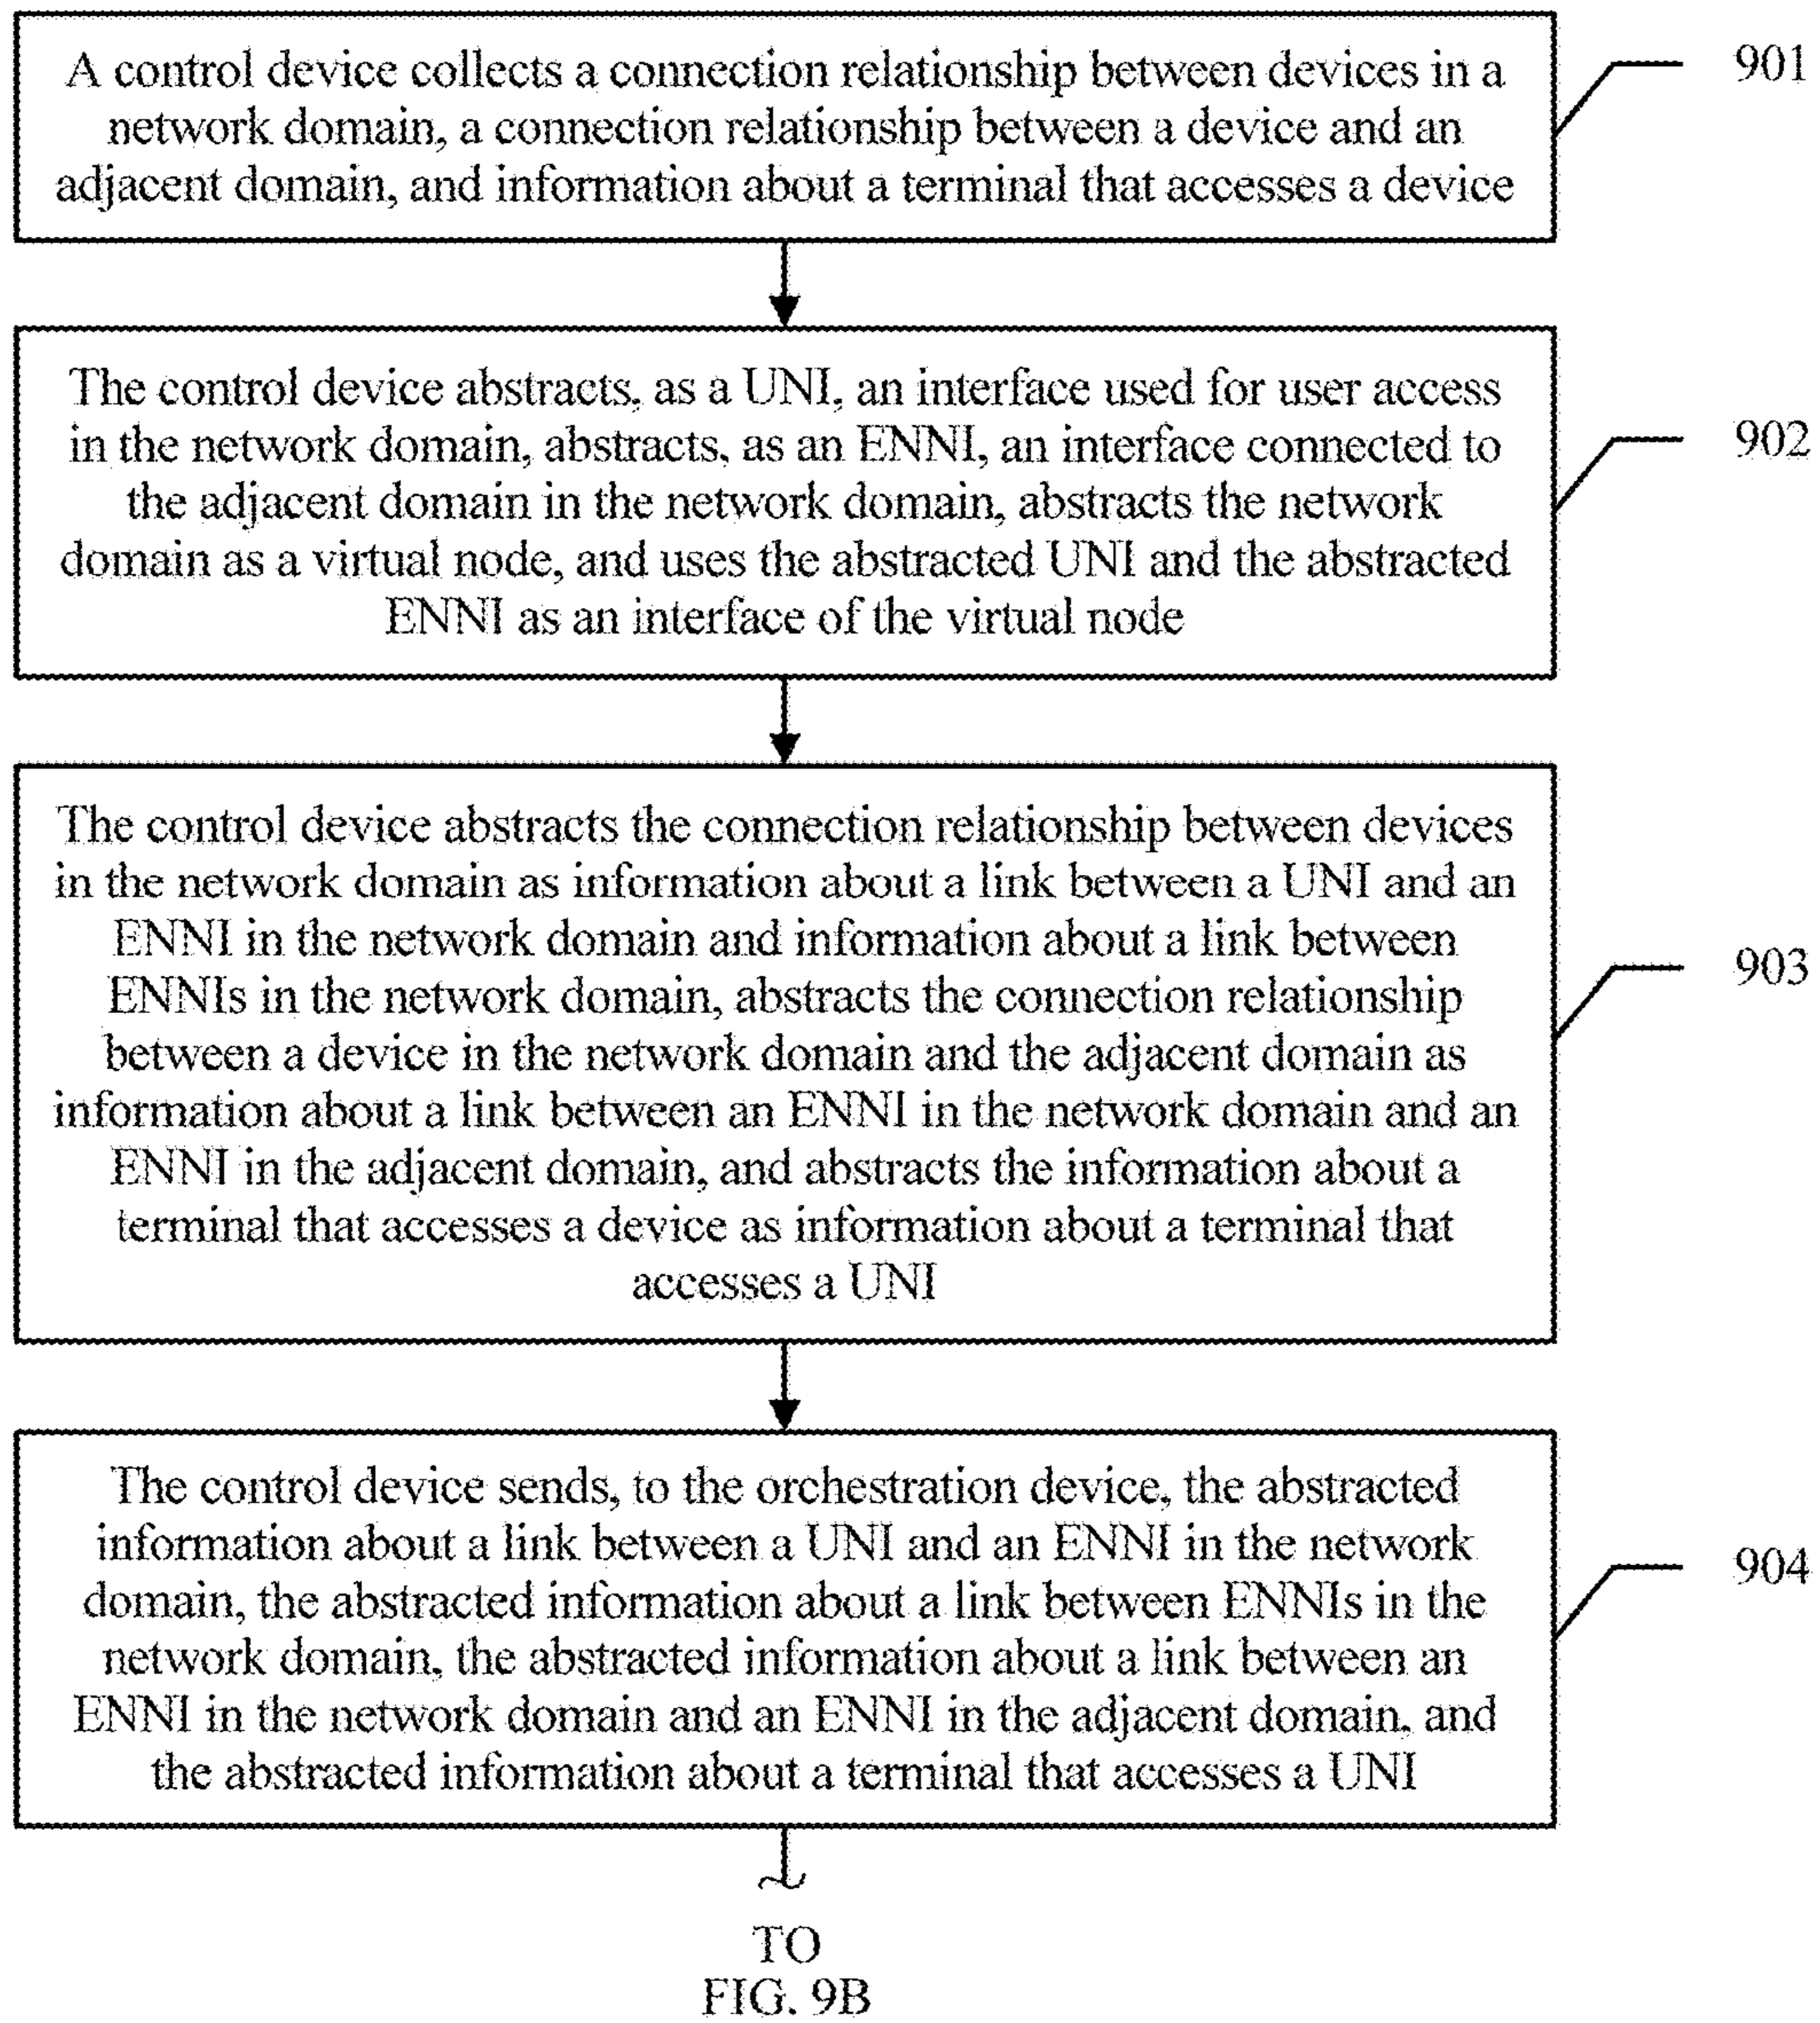 A control device collects a connection relationship between devices in a
network domain, a connection relationship between a device and an
adjacent domain, and information about a terminal that accesses a device
901
The control device abstracts, as a UNI, an interface used for user access
in the network domain, abstracts, as an ENNI, an interface connected to
the adjacent domain in the network domain, abstracts the network
domain as a virtual node, and uses the abstracted UNI and the abstracted
ENNI as an interface of the virtual node
902
The control device abstracts the connection relationship between devices
in the network domain as information about a link between a UNI and an
ENNI in the network domain and information about a link between
ENNIs in the network domain, abstracts the connection relationship
between a device in the network domain and the adjacent domain as
information about a link between an ENNI in the network domain and an
ENNI in the adjacent domain, and abstracts the information about a
terminal that accesses a device as information about a terminal that
accesses a UNI
903
The control device sends, to the orchestration device, the abstracted
information about a link between a UNI and an ENNI in the network
domain, the abstracted information about a link between ENNIs in the
network domain, the abstracted information about a link between an
ENNI in the network domain and an ENNI in the adjacent domain, and
the abstracted information about a terminal that accesses a UNI
904
TO
FIG. 9B